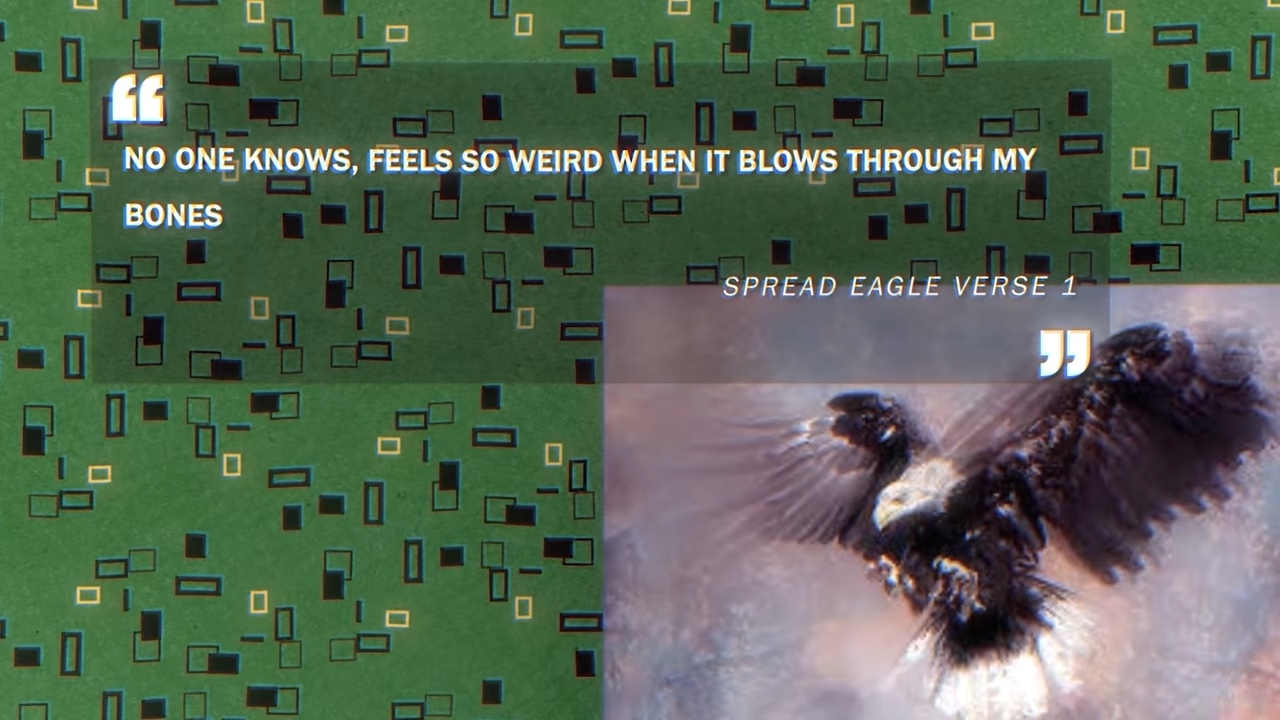 “
NO ONE KNOWS, FEELS SO WEIRD WHEN IT BLOWS THROUGH MY
BONES
SPREAD EAGLE VERSE 1
”